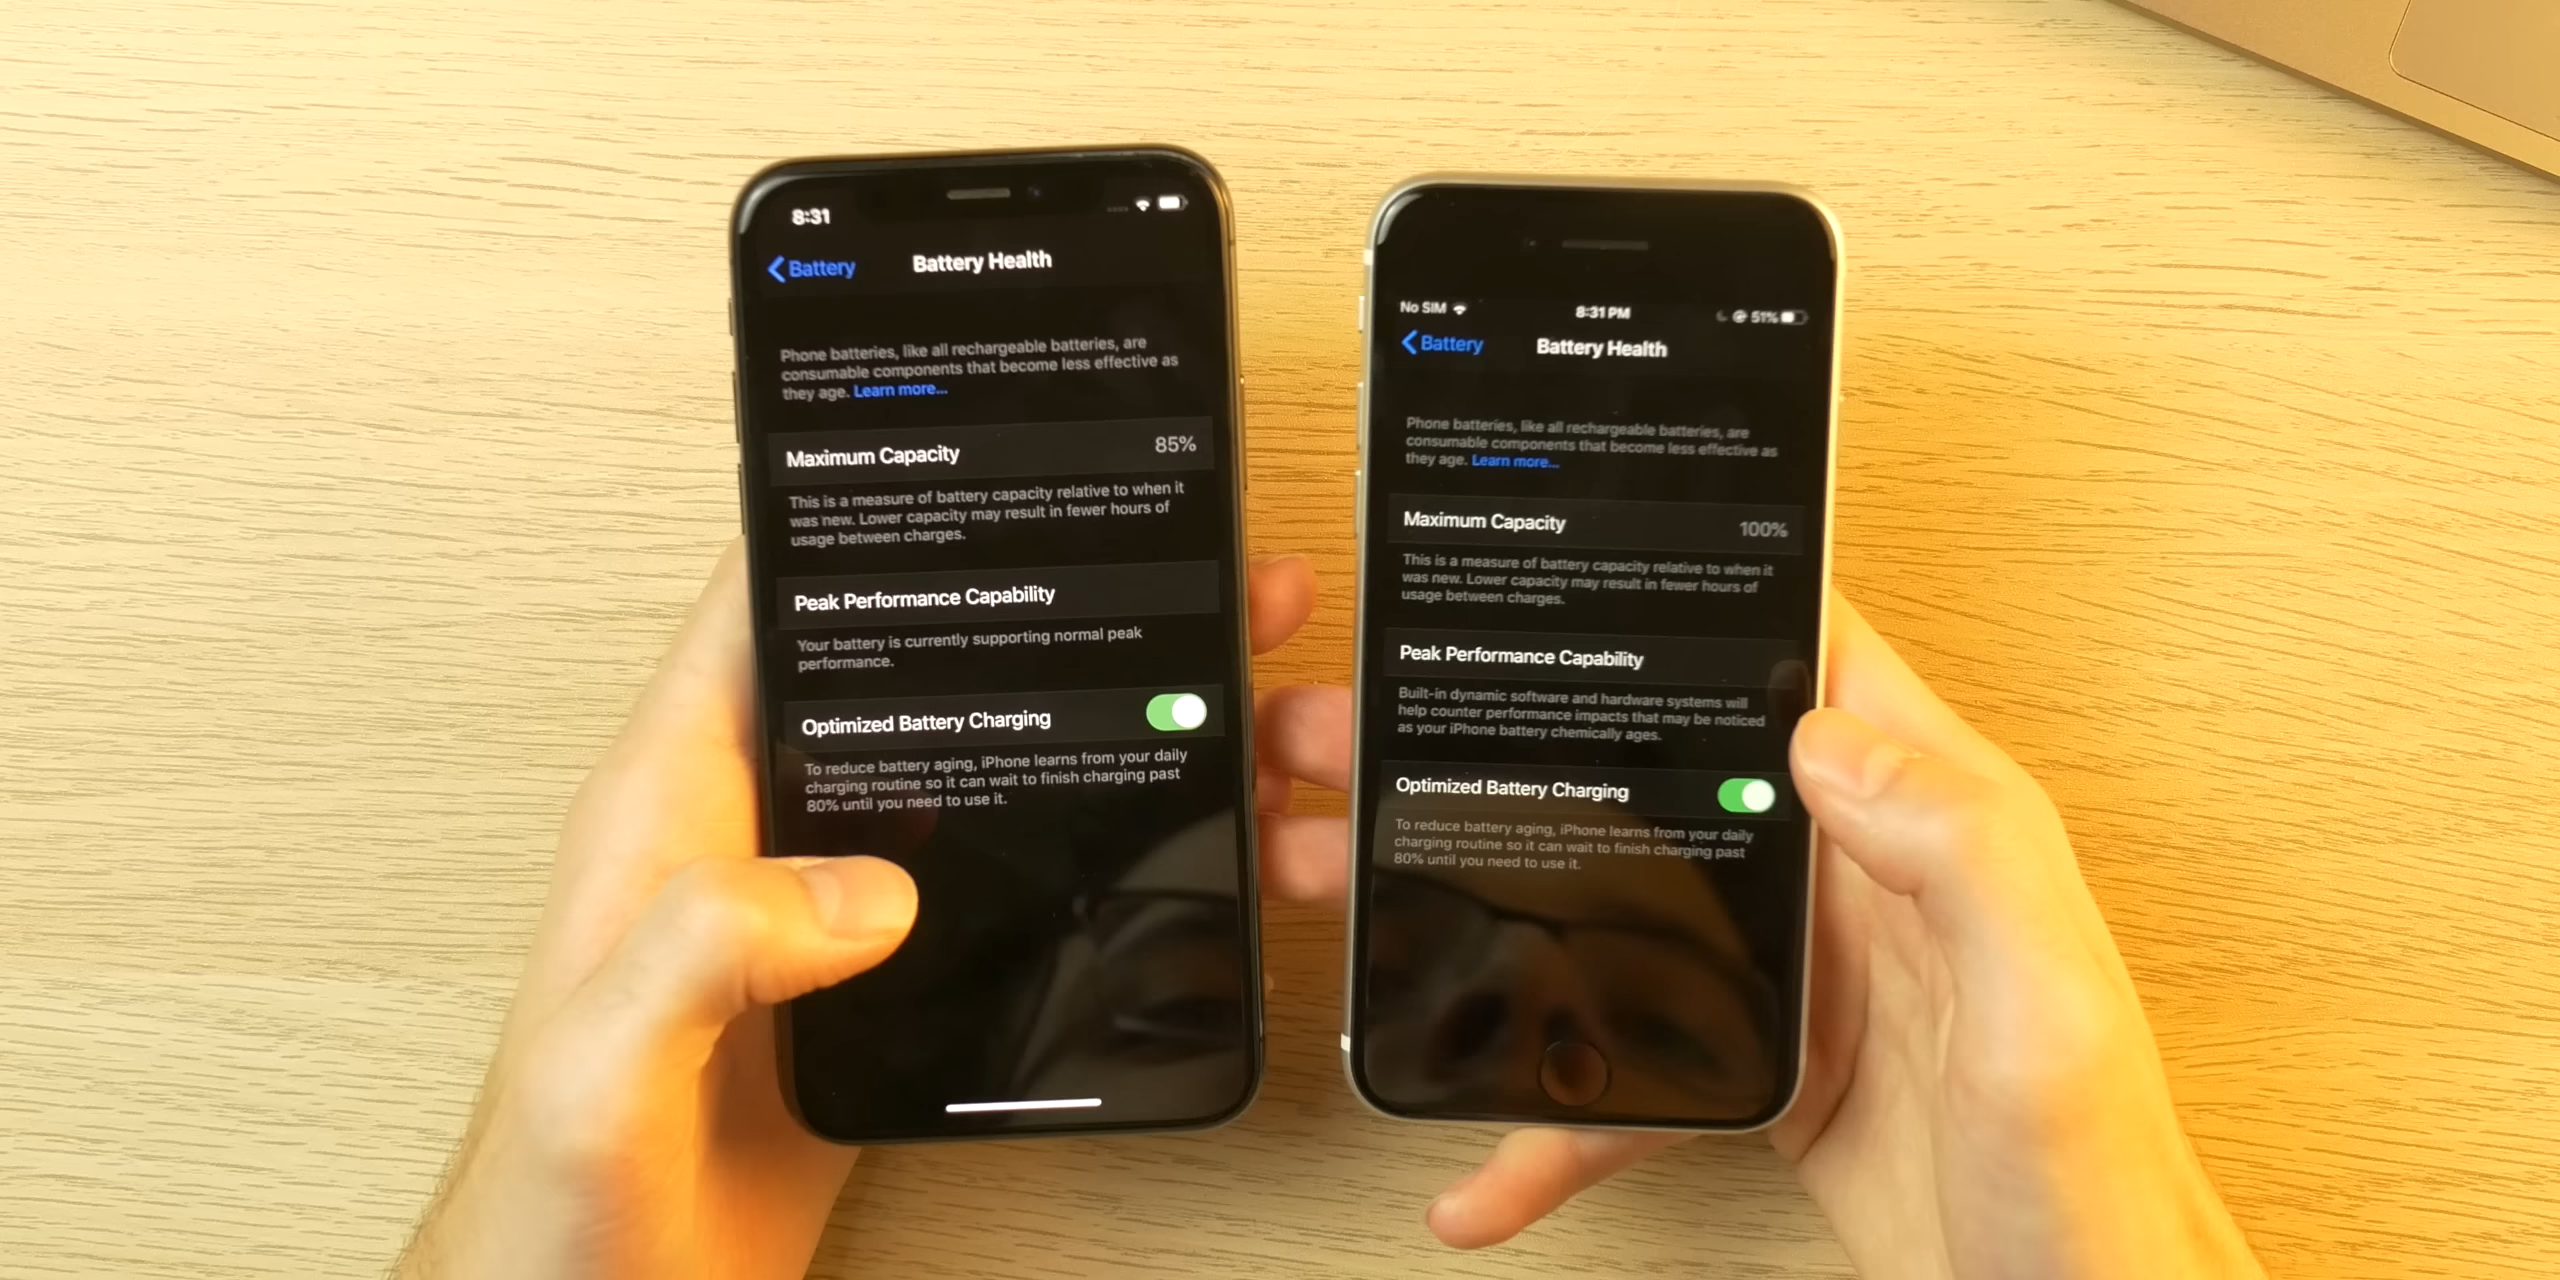 8:31
Battery
Battery Health
Phone batteries, like all rechargeable batteries, are
consumable components that become less effective as
they age. Learn more...
Maximum Capacity 85%
This is a measure of battery capacity relative to when it
was new. Lower capacity may result in fewer hours of
usage between charges.
Peak Performance Capability
Your battery is currently supporting normal peak
performance.
Optimized Battery Charging
To reduce battery aging, iPhone learns from your daily
charging routine so it can wait to finish charging past
80% until you need to use it.
No SIM 8:31 PM 51%
Battery
Battery Health
Phone batteries, like all rechargeable batteries, are
consumable components that become less effective as
they age. Learn more...
Maximum Capacity 100%
This is a measure of battery capacity relative to when it
was new. Lower capacity may result in fewer hours of
usage between charges.
Peak Performance Capability
Built-in dynamic software and hardware systems will
help counter performance impacts that may be noticed
as your iPhone battery chemically ages.
Optimized Battery Charging
To reduce battery aging, iPhone learns from your daily
charging routine so it can wait to finish charging past
80% until you need to use it.